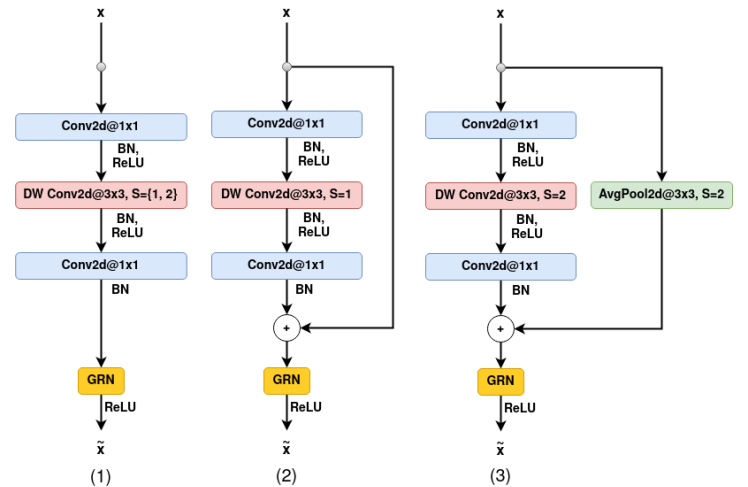 x
Conv2d@1x1
BN,
ReLU
DW Conv2d@3x3, S={1, 2}
BN,
ReLU
Conv2d@1x1
BN
GRN
ReLU
x̃
(1)
x
Conv2d@1x1
BN,
ReLU
DW Conv2d@3x3, S=1
BN,
ReLU
Conv2d@1x1
BN
+
GRN
ReLU
x̃
(2)
x
Conv2d@1x1
BN,
ReLU
DW Conv2d@3x3, S=2
AvgPool2d@3x3, S=2
BN,
ReLU
Conv2d@1x1
BN
+
GRN
ReLU
x̃
(3)